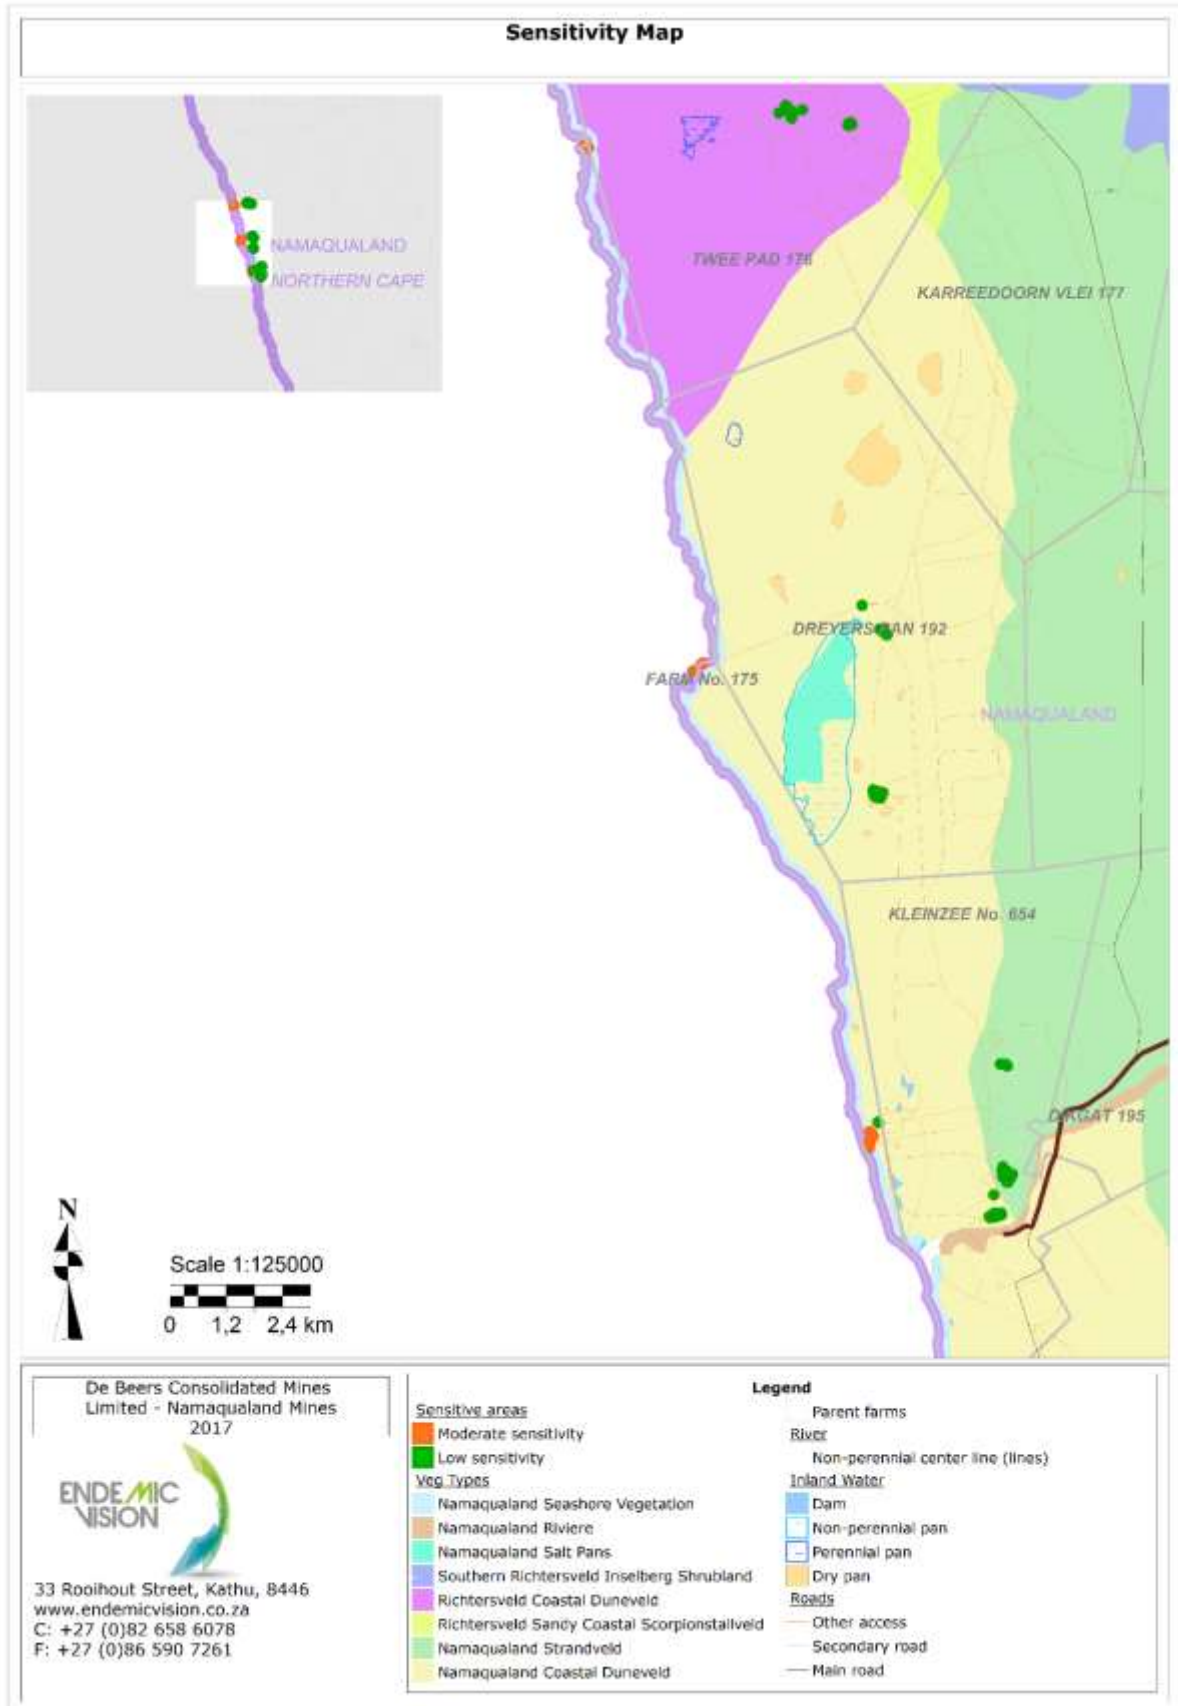 Sensitivity Map
NAMAQUALAND
NORTHERN CAPE
TWEE PAD 176
KARREEDOORN VLEI 177
DREYERS PAN 192
FARM No. 175
NAMAQUALAND
KLEINZEE No. 654
DIKGAT 195
N
Scale 1:125000
0 1,2 2,4 km
De Beers Consolidated Mines
Limited - Namaqualand Mines
2017
ENDEMIC
VISION
33 Rooihout Street, Kathu, 8446
www.endemicvision.co.za
C: +27 (0)82 658 6078
F: +27 (0)86 590 7261
Legend
Sensitive areas
Moderate sensitivity
Low sensitivity
Veg Types
Namaqualand Seashore Vegetation
Namaqualand Riviere
Namaqualand Salt Pans
Southern Richtersveld Inselberg Shrubland
Richtersveld Coastal Duneveld
Richtersveld Sandy Coastal Scorpionstailveld
Namaqualand Strandveld
Namaqualand Coastal Duneveld
Parent farms
River
Non-perennial center line (lines)
Inland Water
Dam
Non-perennial pan
Perennial pan
Dry pan
Roads
Other access
Secondary road
Main road